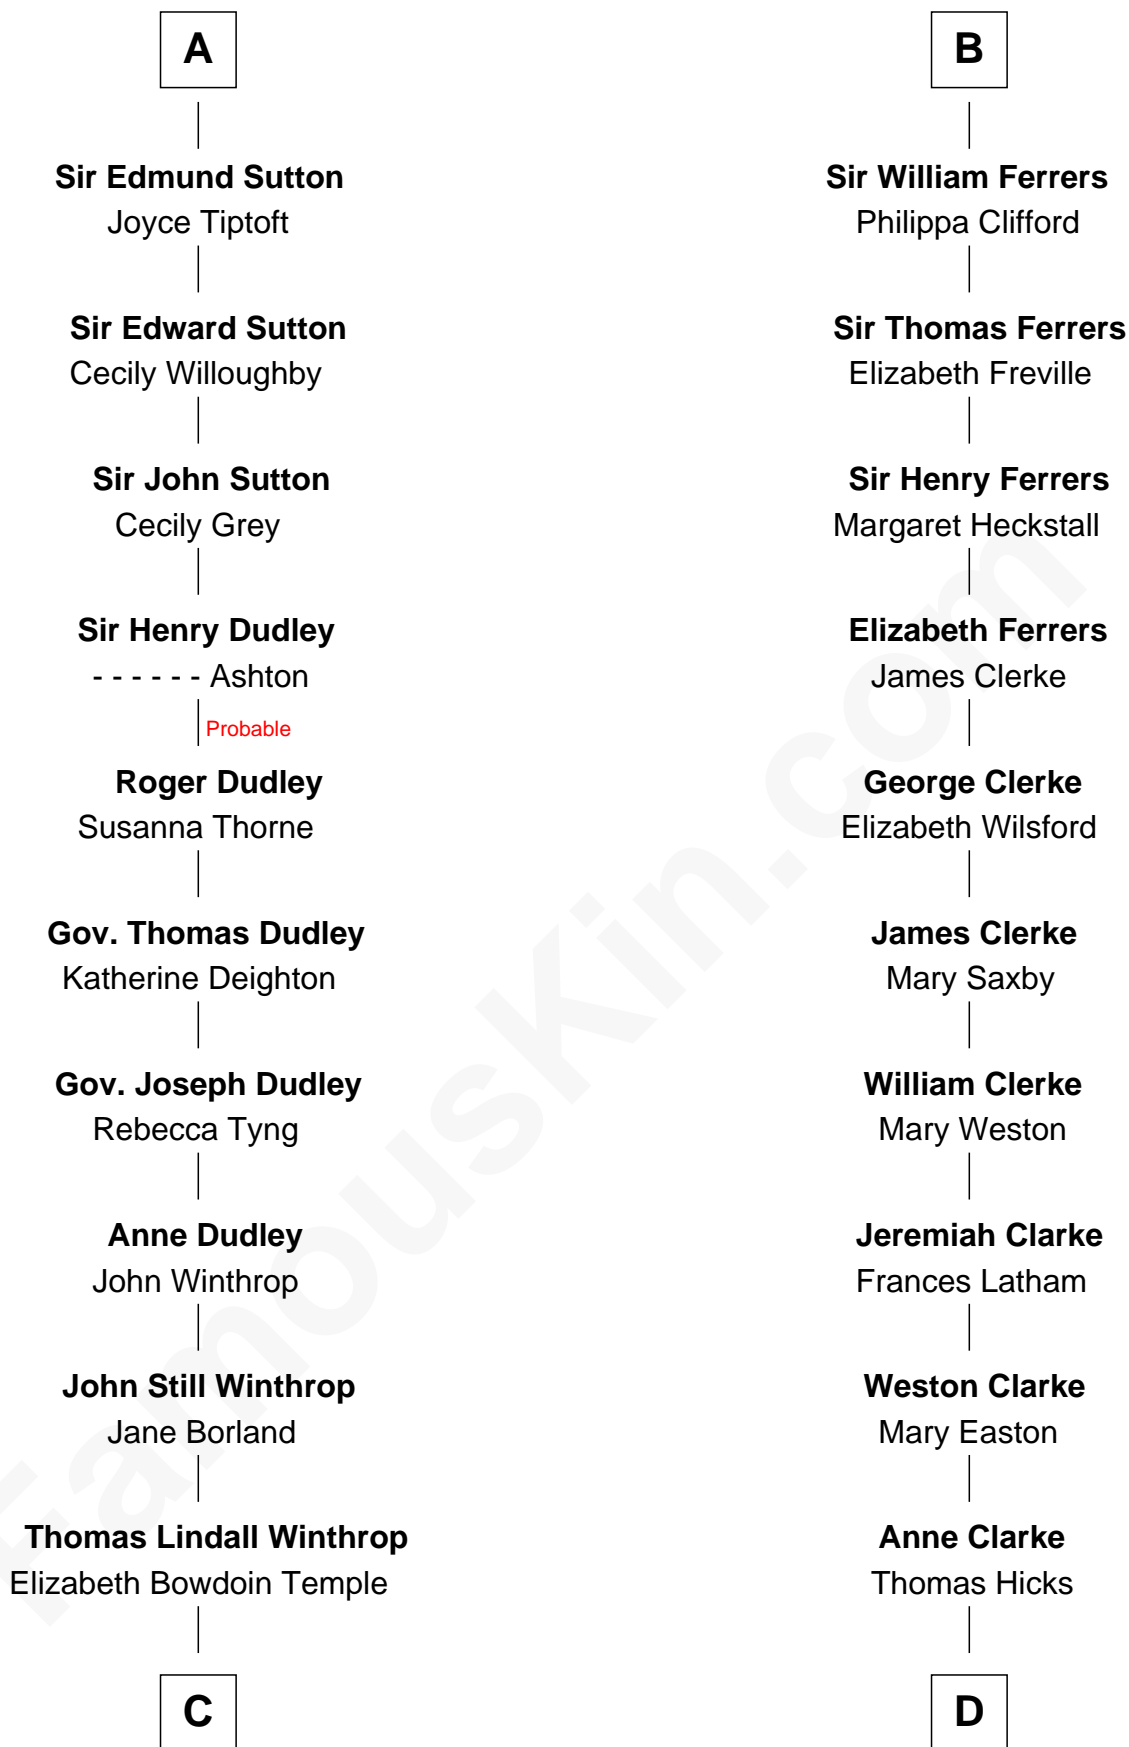 A
Sir Edmund Sutton
Joyce Tiptoft
Sir Edward Sutton
Cecily Willoughby
Sir John Sutton
Cecily Grey
Sir Henry Dudley
- - - - - - Ashton
Probable
Roger Dudley
Susanna Thorne
Gov. Thomas Dudley
Katherine Deighton
Gov. Joseph Dudley
Rebecca Tyng
Anne Dudley
John Winthrop
John Still Winthrop
Jane Borland
Thomas Lindall Winthrop
Elizabeth Bowdoin Temple
C
B
Sir William Ferrers
Philippa Clifford
Sir Thomas Ferrers
Elizabeth Freville
Sir Henry Ferrers
Margaret Heckstall
Elizabeth Ferrers
James Clerke
George Clerke
Elizabeth Wilsford
James Clerke
Mary Saxby
William Clerke
Mary Weston
Jeremiah Clarke
Frances Latham
Weston Clarke
Mary Easton
Anne Clarke
Thomas Hicks
D
FamousKin.com